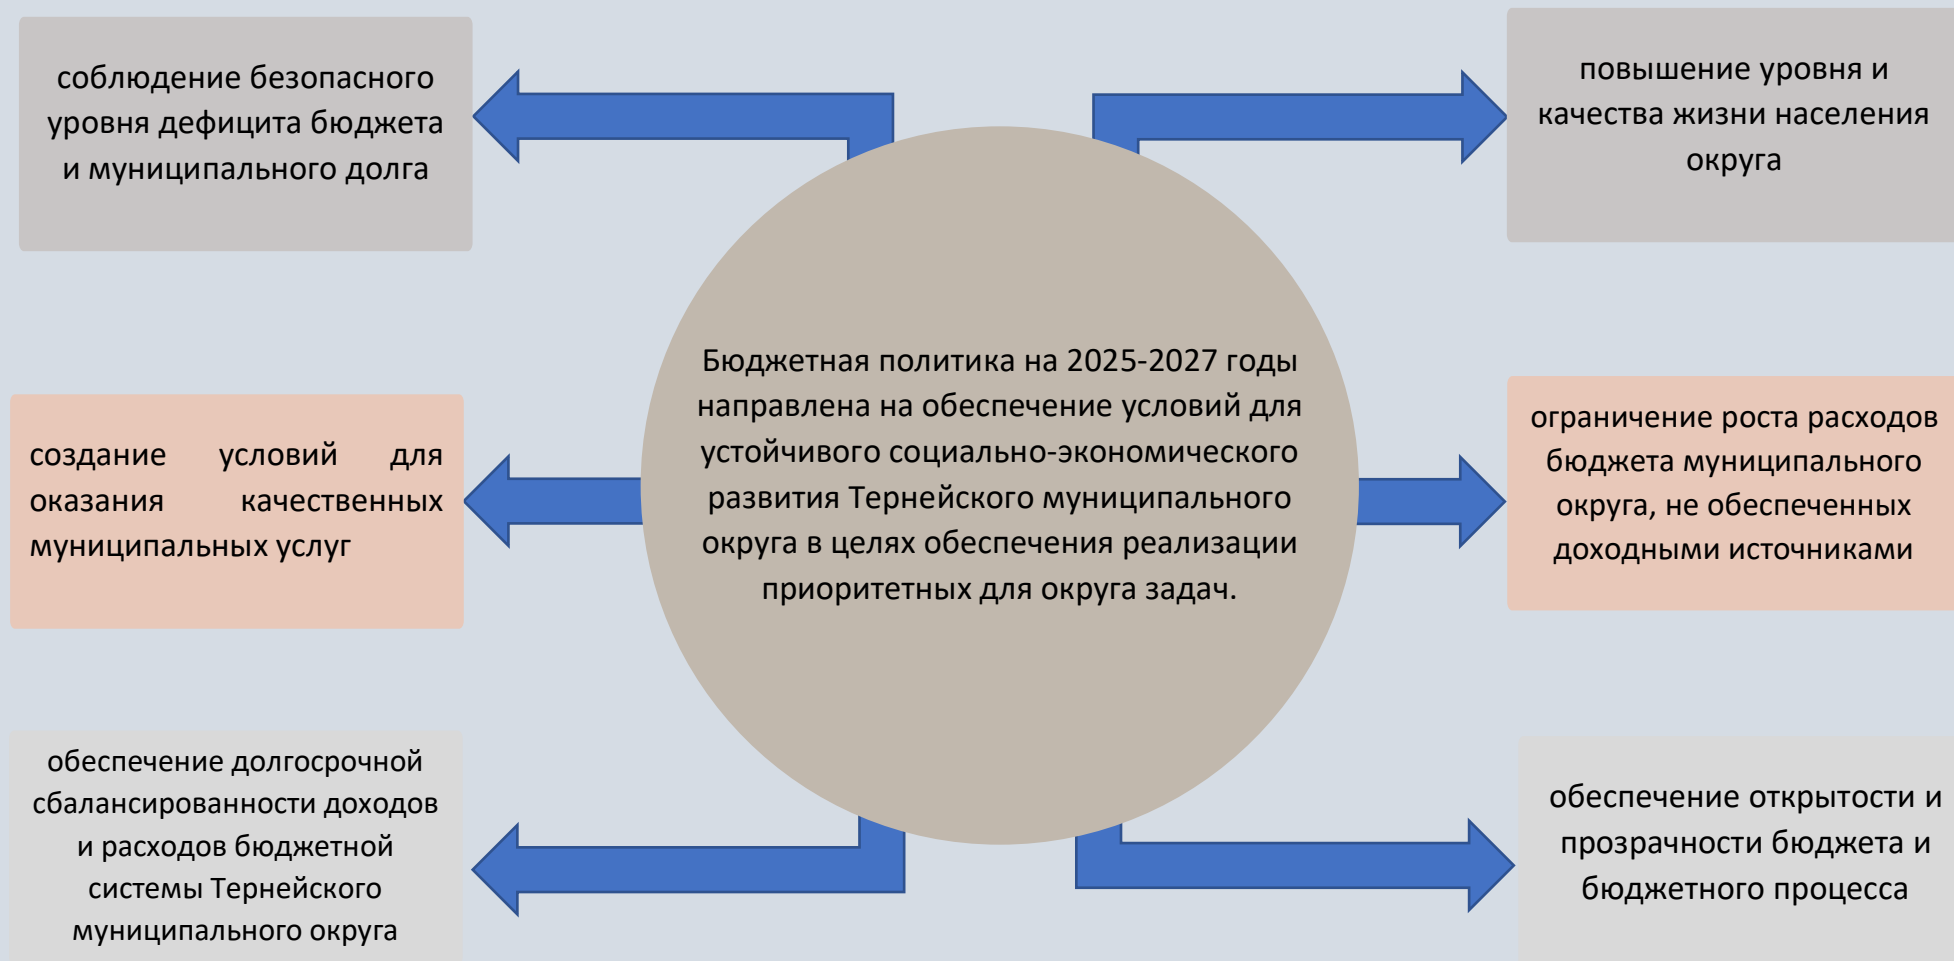 соблюдение безопасного
уровня дефицита бюджета
и муниципального долга
повышение уровня и
качества жизни населения
округа
Бюджетная политика на 2025-2027 годы
направлена на обеспечение условий для
устойчивого социально-экономического
развития Тернейского муниципального
округа в целях обеспечения реализации
приоритетных для округа задач.
создание условий для
оказания качественных
муниципальных услуг
ограничение роста расходов
бюджета муниципального
округа, не обеспеченных
доходными источниками
обеспечение долгосрочной
сбалансированности доходов
и расходов бюджетной
системы Тернейского
муниципального округа
обеспечение открытости и
прозрачности бюджета и
бюджетного процесса